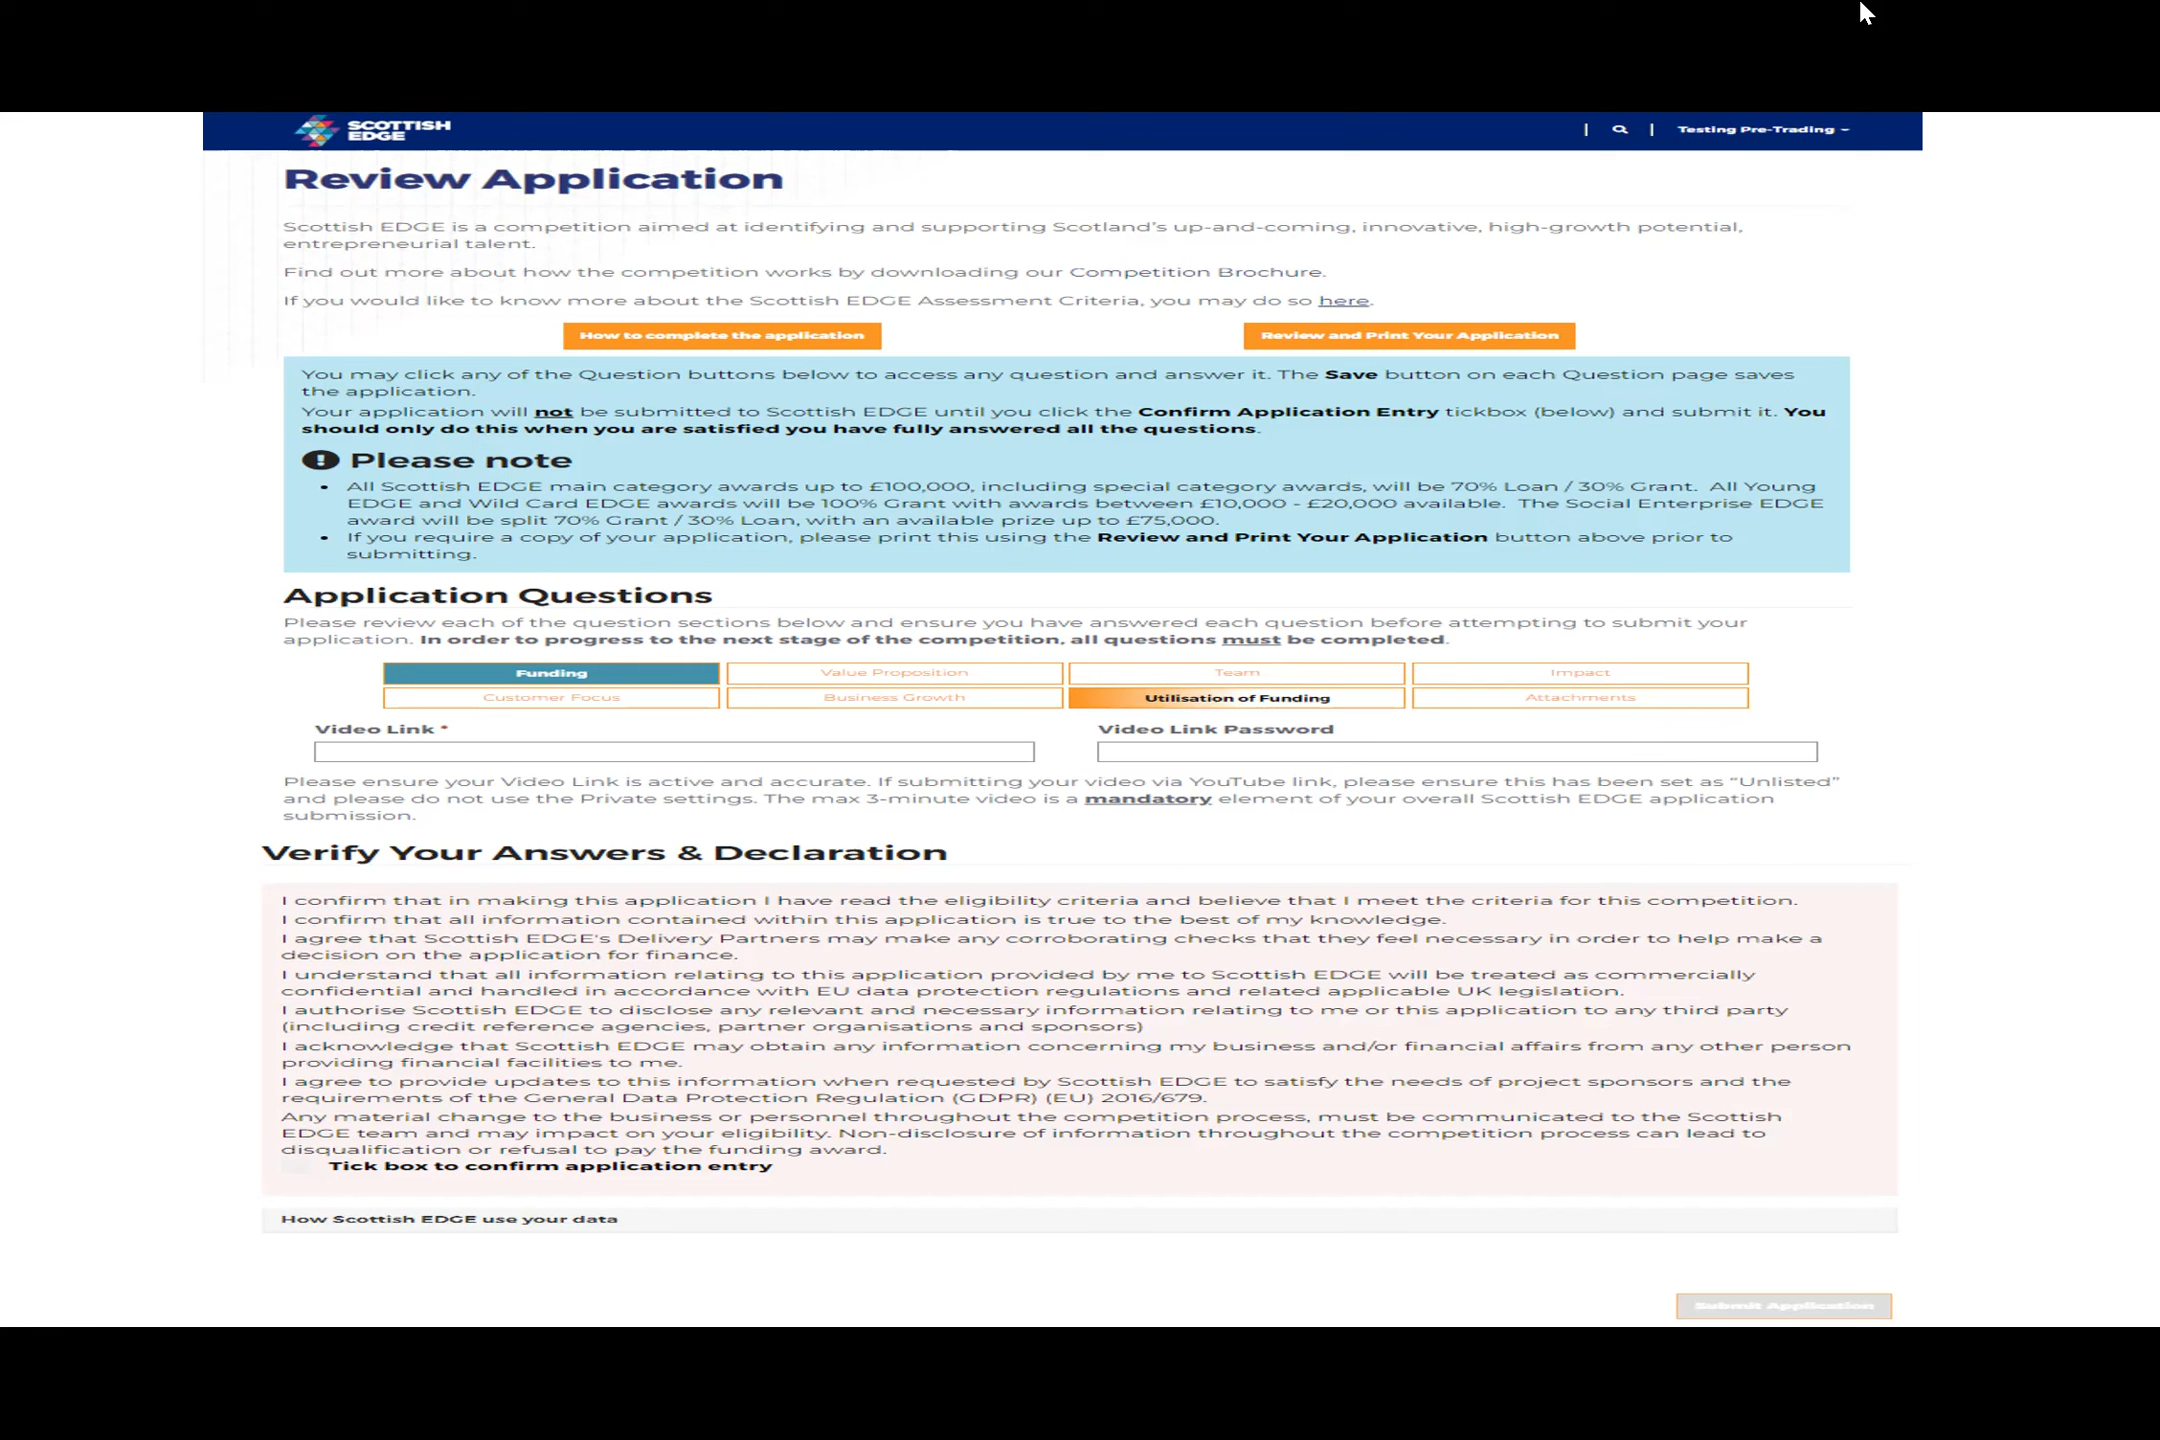 SCOTTISH
EDGE
| | Testing Pre-Trading
Review Application
Scottish EDGE is a competition aimed at identifying and supporting Scotland's up-and-coming, innovative, high-growth potential,
entrepreneurial talent.
Find out more about how the competition works by downloading our Competition Brochure.
If you would like to know more about the Scottish EDGE Assessment Criteria, you may do so here.
How to complete the application
Review and Print Your Application
You may click any of the Question buttons below to access any question and answer it. The Save button on each Question page saves
the application.
Your application will not be submitted to Scottish EDGE until you click the Confirm Application Entry tickbox (below) and submit it. You
should only do this when you are satisfied you have fully answered all the questions.
Please note
• All Scottish EDGE main category awards up to £100,000, including special category awards, will be 70% Loan / 30% Grant. All Young
EDGE and Wild Card EDGE awards will be 100% Grant with awards between £10,000 - £20,000 available. The Social Enterprise EDGE
award will be split 70% Grant / 30% Loan, with an available prize up to £75,000.
• If you require a copy of your application, please print this using the Review and Print Your Application button above prior to
submitting.
Application Questions
Please review each of the question sections below and ensure you have answered each question before attempting to submit your
application. In order to progress to the next stage of the competition, all questions must be completed.
Funding
Value Proposition
Team
Impact
Customer Focus
Business Growth
Utilisation of Funding
Attachments
Video Link *
Video Link Password
Please ensure your Video Link is active and accurate. If submitting your video via YouTube link, please ensure this has been set as "Unlisted"
and please do not use the Private settings. The max 3-minute video is a mandatory element of your overall Scottish EDGE application
submission.
Verify Your Answers & Declaration
I confirm that in making this application I have read the eligibility criteria and believe that I meet the criteria for this competition.
I confirm that all information contained within this application is true to the best of my knowledge.
I agree that Scottish EDGE's Delivery Partners may make any corroborating checks that they feel necessary in order to help make a
decision on the application for finance.
I understand that all information relating to this application provided by me to Scottish EDGE will be treated as commercially
confidential and handled in accordance with EU data protection regulations and related applicable UK legislation.
I authorise Scottish EDGE to disclose any relevant and necessary information relating to me or this application to any third party
(including credit reference agencies, partner organisations and sponsors)
I acknowledge that Scottish EDGE may obtain any information concerning my business and/or financial affairs from any other person
providing financial facilities to me.
I agree to provide updates to this information when requested by Scottish EDGE to satisfy the needs of project sponsors and the
requirements of the General Data Protection Regulation (GDPR) (EU) 2016/679.
Any material change to the business or personnel throughout the competition process, must be communicated to the Scottish
EDGE team and may impact on your eligibility. Non-disclosure of information throughout the competition process can lead to
disqualification or refusal to pay the funding award.
Tick box to confirm application entry
How Scottish EDGE use your data
Submit Application